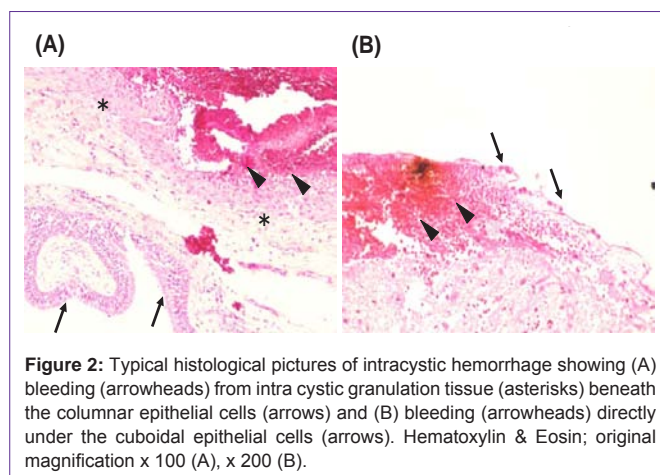 (A)
(B)
*
*
Figure 2: Typical histological pictures of intracystic hemorrhage showing (A)
bleeding (arrowheads) from intra cystic granulation tissue (asterisks) beneath
the columnar epithelial cells (arrows) and (B) bleeding (arrowheads) directly
under the cuboidal epithelial cells (arrows). Hematoxylin & Eosin; original
magnification x 100 (A), x 200 (B).